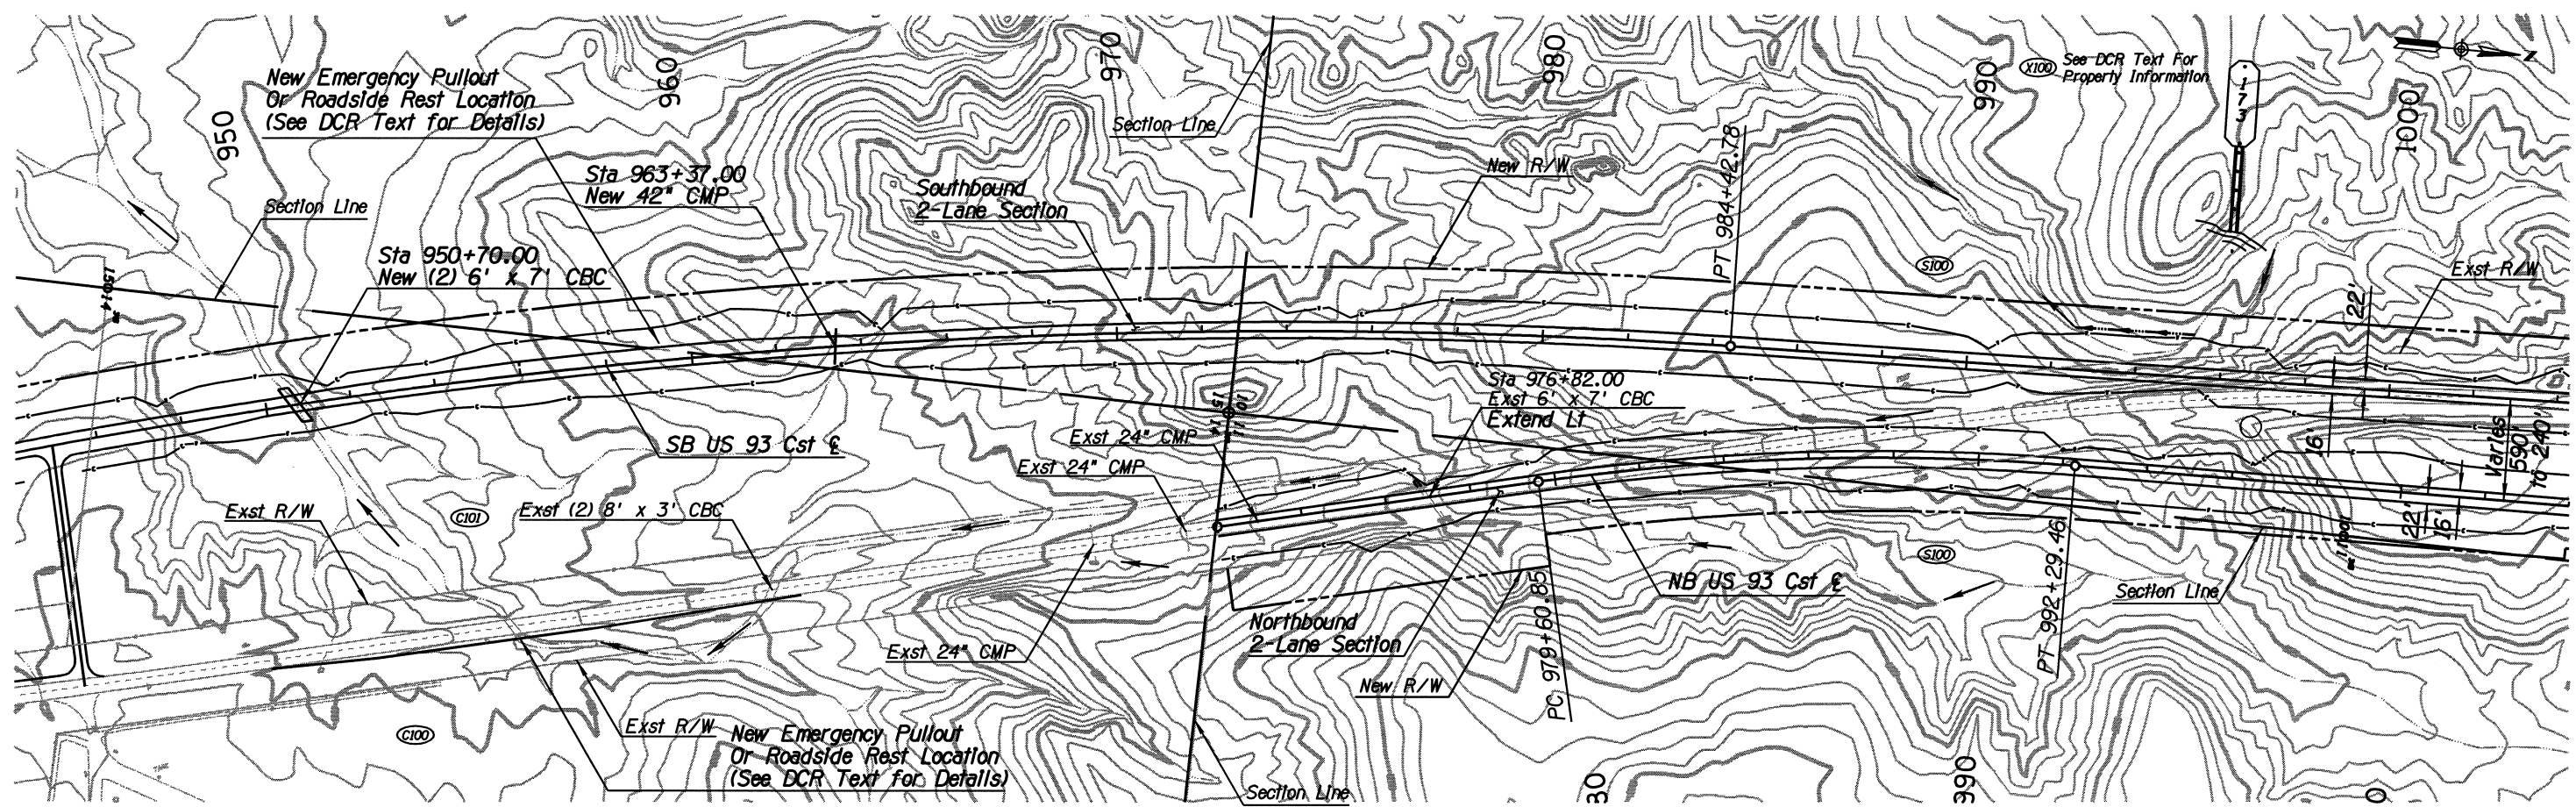 New Emergency Pullout
Or Roadside Rest Location
(See DCR Text for Details)
950
960
970
980
990
1000
Section Line
See DCR Text For
Property Information
X100
N
Sta 963+37.00
New 42" CMP
Southbound
2-Lane Section
New R/W
PT 984+42.78
Section Line
Sta 950+70.00
New (2) 6' x 7' CBC
S100
Exst R/W
22'
Sta 976+82.00
Exst 6' x 7' CBC
Extend Lt
16'
Varies
590'
to 240'
SB US 93 Cst ℄
Exst 24" CMP
Exst 24" CMP
10
11
15
14
Exst R/W
C101
Exst (2) 8' x 3' CBC
22'
16'
S100
NB US 93 Cst ℄
Section Line
PT 992+29.46
PC 979+60.85
Northbound
2-Lane Section
Exst 24" CMP
New R/W
Exst R/W
C100
New Emergency Pullout
Or Roadside Rest Location
(See DCR Text for Details)
Section Line
990